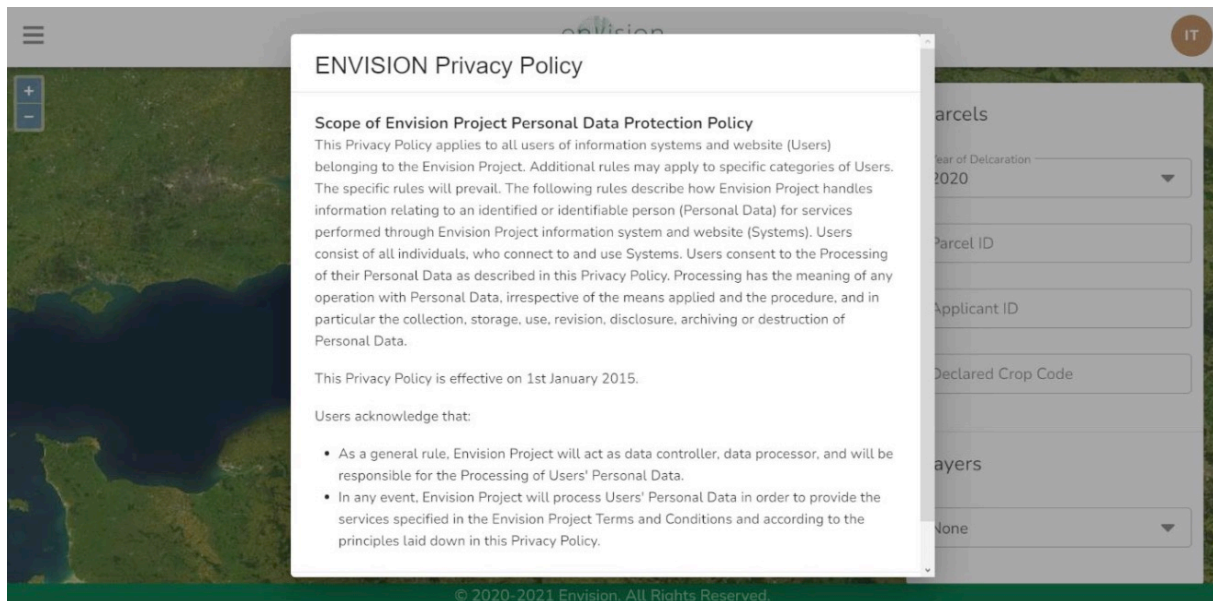 envision
IT
+
−
ENVISION Privacy Policy
Scope of Envision Project Personal Data Protection Policy
This Privacy Policy applies to all users of information systems and website (Users)
belonging to the Envision Project. Additional rules may apply to specific categories of Users.
The specific rules will prevail. The following rules describe how Envision Project handles
information relating to an identified or identifiable person (Personal Data) for services
performed through Envision Project information system and website (Systems). Users
consist of all individuals, who connect to and use Systems. Users consent to the Processing
of their Personal Data as described in this Privacy Policy. Processing has the meaning of any
operation with Personal Data, irrespective of the means applied and the procedure, and in
particular the collection, storage, use, revision, disclosure, archiving or destruction of
Personal Data.
This Privacy Policy is effective on 1st January 2015.
Users acknowledge that:
• As a general rule, Envision Project will act as data controller, data processor, and will be
responsible for the Processing of Users' Personal Data.
• In any event, Envision Project will process Users' Personal Data in order to provide the
services specified in the Envision Project Terms and Conditions and according to the
principles laid down in this Privacy Policy.
arcels
Year of Delcaration
2020
Parcel ID
Applicant ID
Declared Crop Code
ayers
None
© 2020-2021 Envision. All Rights Reserved.